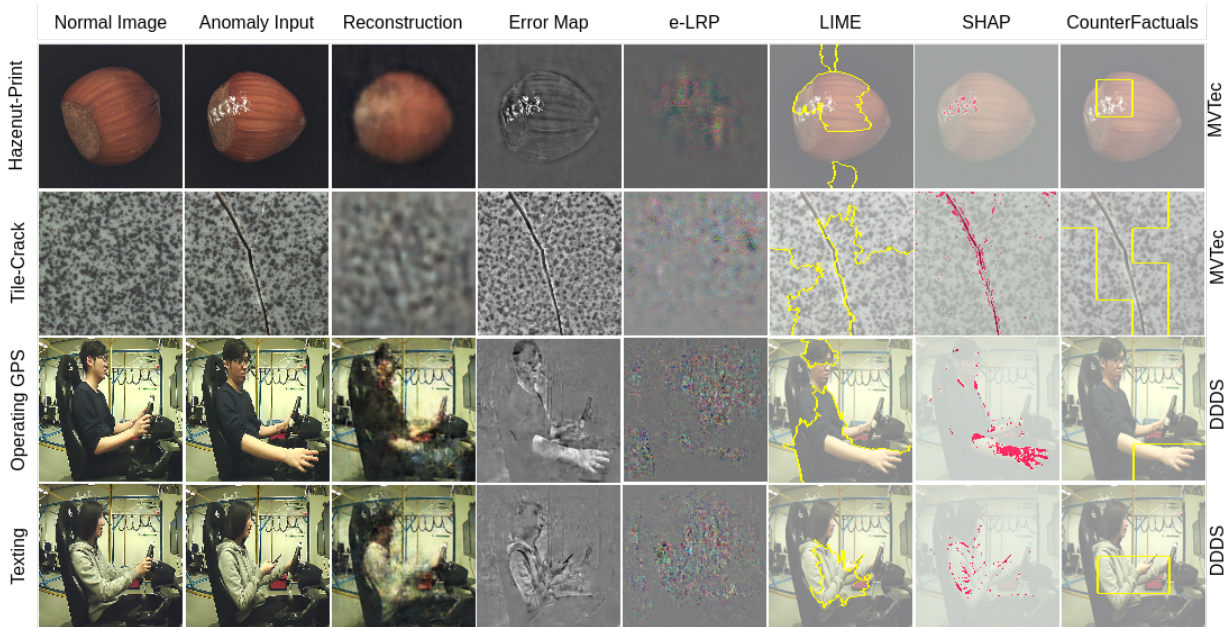 Normal Image Anomaly Input Reconstruction Error Map e-LRP LIME SHAP CounterFactuals
Hazenut-Print MVTec
Tile-Crack MVTec
Operating GPS DDDS
Texting DDDS